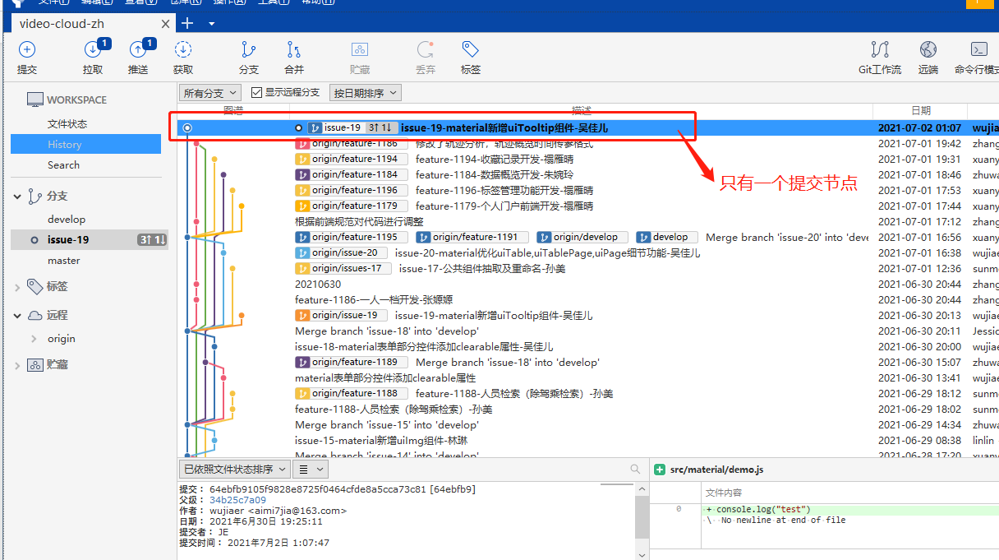 文件(F) 编辑(E) 查看(V) 仓库(R) 操作(A) 工具(T) 帮助(H)
video-cloud-zh
1 1
提交 拉取 推送 获取 分支 合并 贮藏 丢弃 标签 Git工作流 远端 命令行模式
WORKSPACE
文件状态
History
Search
分支
develop
issue-19 3↑ 1↓
master
标签
远程
origin
贮藏
所有分支 显示远程分支 按日期排序
图谱 描述 日期
issue-19 3↑ 1↓ issue-19-material新增uiTooltip组件-吴佳儿 2021-07-02 01:07 wujia
origin/feature-1186 修改了轨迹分析，轨迹概览时间传参格式 2021-07-01 19:42 zhang
origin/feature-1194 feature-1194-收藏记录开发-禤雁晴 2021-07-01 19:31 xuany
origin/feature-1184 feature-1184-数据概览开发-朱婉玲 2021-07-01 18:46 zhuwa
origin/feature-1196 feature-1196-标签管理功能开发-禤雁晴 2021-07-01 17:53 xuany
origin/feature-1179 feature-1179-个人门户前端开发-禤雁晴 2021-07-01 17:44 xuany
根据前端规范对代码进行调整 2021-07-01 17:12 zhang
origin/feature-1195 origin/feature-1191 origin/develop develop Merge branch 'issue-20' into 'deve 2021-07-01 16:56 xuany
origin/issue-20 issue-20-material优化uiTable,uiTablePage,uiPage细节功能-吴佳儿 2021-07-01 16:38 wujiae
origin/issues-17 issue-17-公共组件抽取及重命名-孙美 2021-07-01 12:36 sunm
20210630 2021-06-30 20:44 zhang
feature-1186-一人一档开发-张嫄嫄 2021-06-30 20:44 zhang
origin/issue-19 issue-19-material新增uiTooltip组件-吴佳儿 2021-06-30 20:13 wujiae
Merge branch 'issue-18' into 'develop' 2021-06-30 20:11 Jessic
issue-18-material表单部分控件添加clearable属性-吴佳儿 2021-06-30 20:00 wujiae
origin/feature-1189 Merge branch 'issue-18' into 'develop' 2021-06-30 15:07 zhuwa
material表单部分控件添加clearable属性 2021-06-30 13:41 wujiae
origin/feature-1188 feature-1188-人员检索（除驾乘检索）-孙美 2021-06-29 18:12 sunm
feature-1188-人员检索（除驾乘检索）-孙美 2021-06-29 18:02 sunm
Merge branch 'issue-15' into 'develop' 2021-06-29 14:34 zhuwa
issue-15-material新增uiImg组件-林琳 2021-06-29 08:38 linlin
Merge branch 'issue-14' into 'develop' 2021-06-28 17:20 xuany
只有一个提交节点
已依照文件状态排序
提交： 64ebfb9105f9828e8725f0464cfde8a5cca73c81 [64ebfb9]
父级： 34b25c7a09
作者： wujiaer <aimi7jia@163.com>
日期： 2021年6月30日 19:25:11
提交者： JE
提交时间： 2021年7月2日 1:07:47
src/material/demo.js
文件内容
0 + console.log("test")
\ No newline at end of file